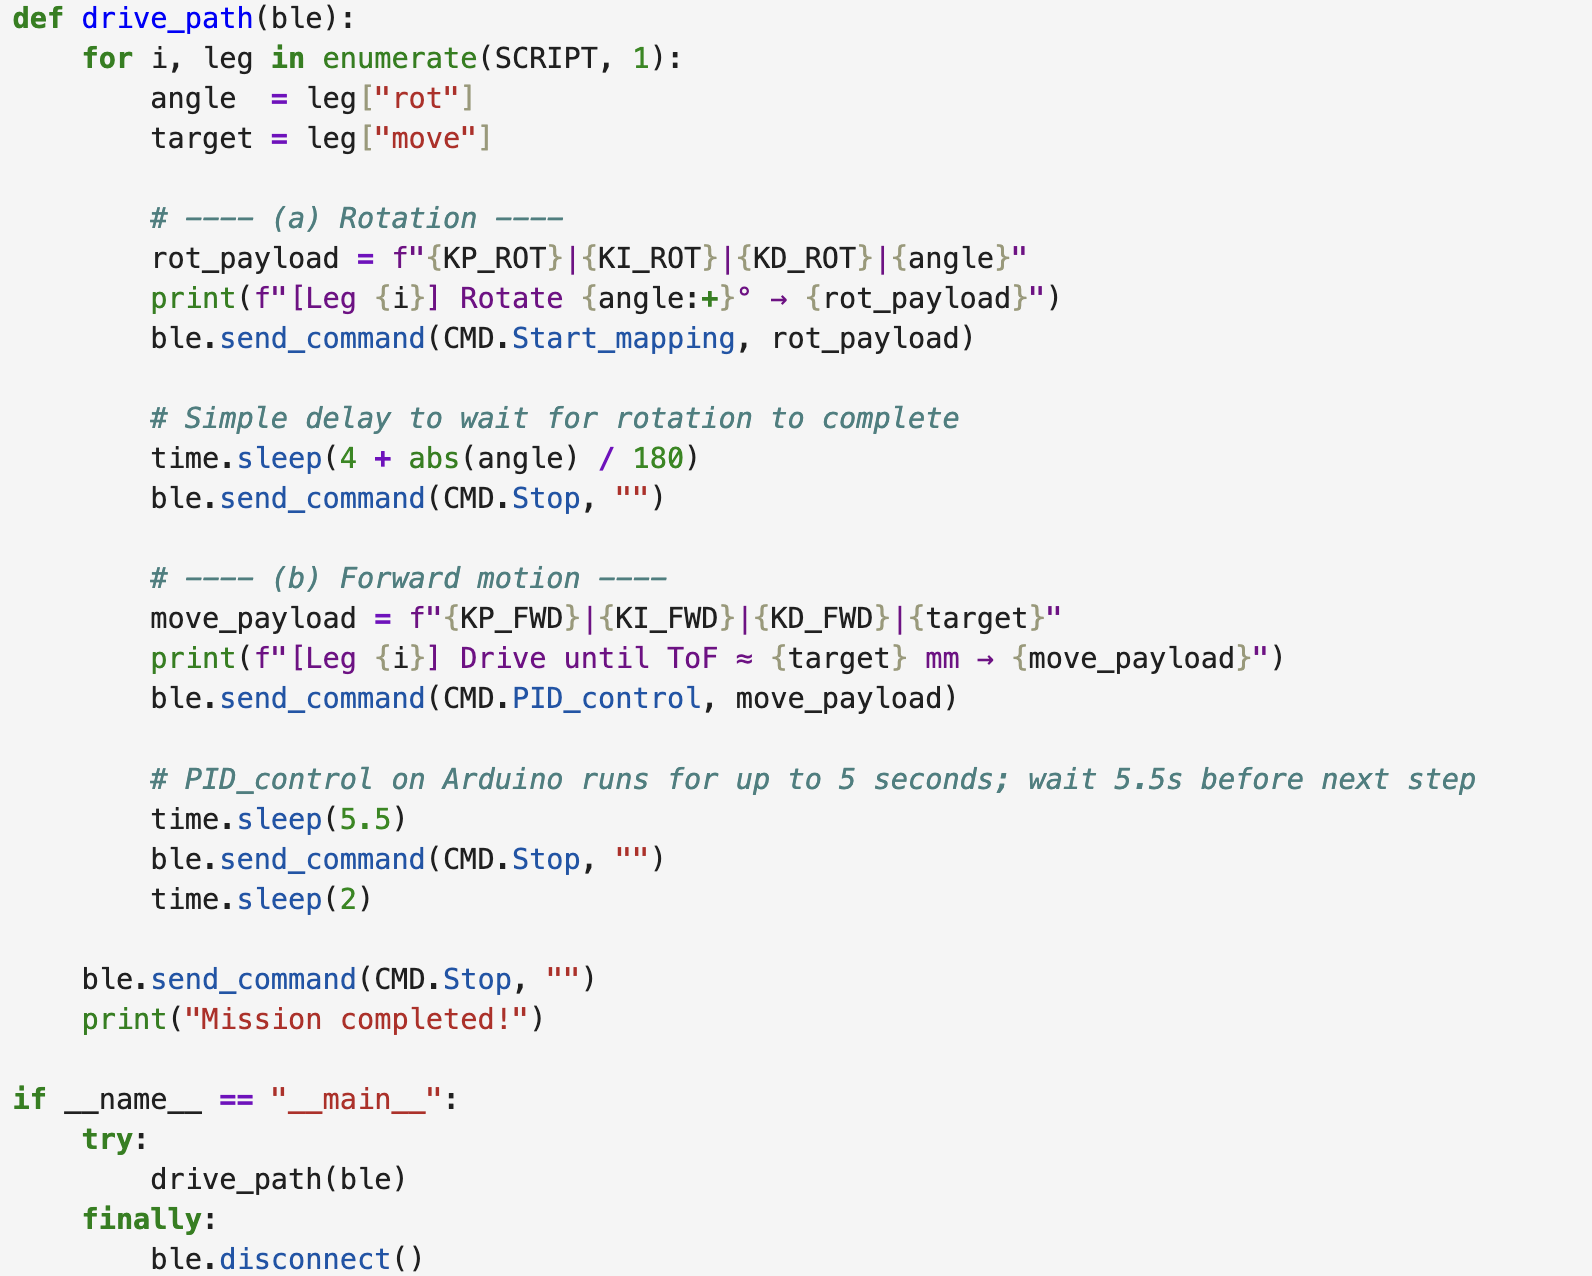 def drive_path(ble):
    for i, leg in enumerate(SCRIPT, 1):
        angle  = leg["rot"]
        target = leg["move"]

        # ---- (a) Rotation ----
        rot_payload = f"{KP_ROT}|{KI_ROT}|{KD_ROT}|{angle}"
        print(f"[Leg {i}] Rotate {angle:+}° → {rot_payload}")
        ble.send_command(CMD.Start_mapping, rot_payload)

        # Simple delay to wait for rotation to complete
        time.sleep(4 + abs(angle) / 180)
        ble.send_command(CMD.Stop, "")

        # ---- (b) Forward motion ----
        move_payload = f"{KP_FWD}|{KI_FWD}|{KD_FWD}|{target}"
        print(f"[Leg {i}] Drive until ToF ≈ {target} mm → {move_payload}")
        ble.send_command(CMD.PID_control, move_payload)

        # PID_control on Arduino runs for up to 5 seconds; wait 5.5s before next step
        time.sleep(5.5)
        ble.send_command(CMD.Stop, "")
        time.sleep(2)

    ble.send_command(CMD.Stop, "")
    print("Mission completed!")

if __name__ == "__main__":
    try:
        drive_path(ble)
    finally:
        ble.disconnect()